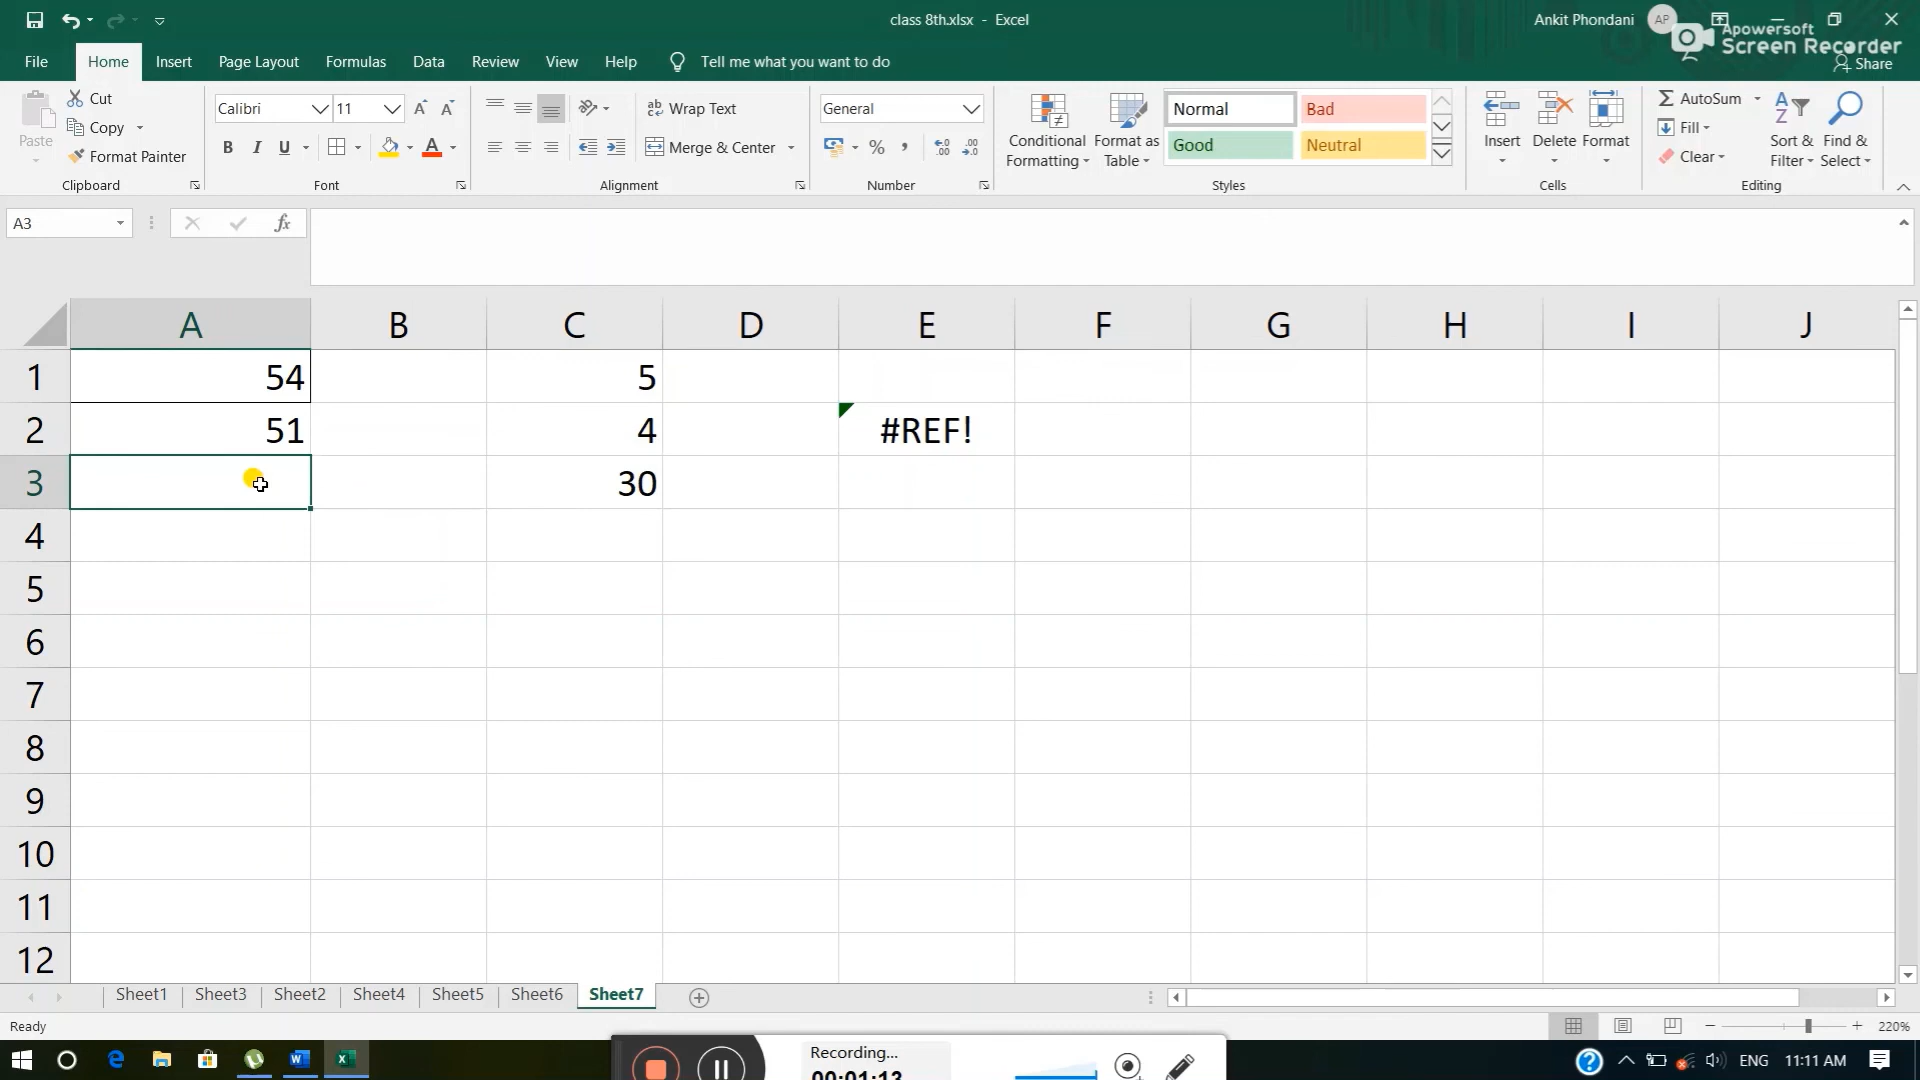 class 8th.xlsx - Excel
Ankit Phondani
AP
Apowersoft
Screen Recorder
File
Home
Insert
Page Layout
Formulas
Data
Review
View
Help
Tell me what you want to do
Share
Paste
Cut
Copy
Format Painter
Clipboard
Calibri
11
B I U
Font
Wrap Text
Merge & Center
Alignment
General
Number
Conditional
Formatting
Format as
Table
Normal
Bad
Good
Neutral
Styles
Insert
Delete
Format
Cells
AutoSum
Fill
Clear
Sort &
Filter
Find &
Select
Editing
A3
fx
A B C D E F G H I J
1 54 5
2 51 4 #REF!
3 30
4
5
6
7
8
9
10
11
12
Sheet1
Sheet3
Sheet2
Sheet4
Sheet5
Sheet6
Sheet7
Ready
220%
Recording...
00:01:13
ENG
11:11 AM